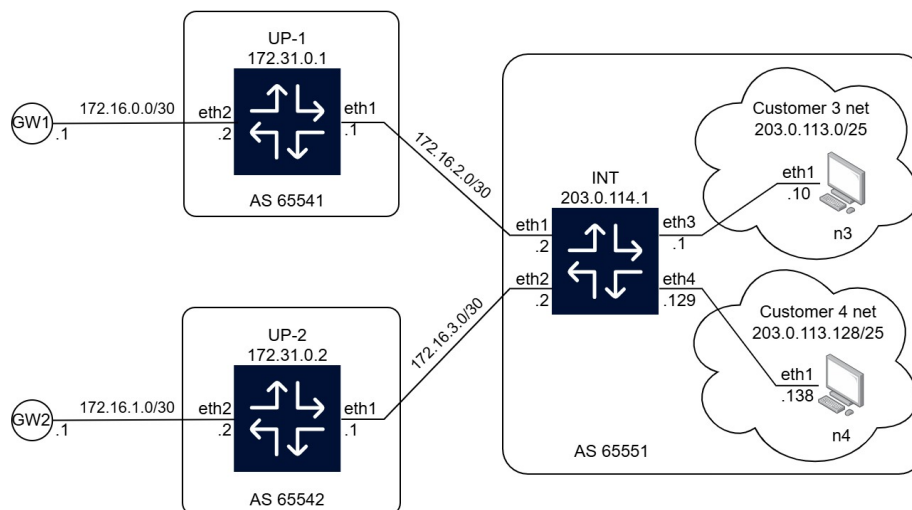 UP-1
172.31.0.1
GW1
.1
172.16.0.0/30
eth2
.2
eth1
.1
AS 65541
172.16.2.0/30
UP-2
172.31.0.2
GW2
.1
172.16.1.0/30
eth2
.2
eth1
.1
AS 65542
172.16.3.0/30
INT
203.0.114.1
eth1
.2
eth2
.2
eth3
.1
eth4
.129
AS 65551
Customer 3 net
203.0.113.0/25
eth1
.10
n3
Customer 4 net
203.0.113.128/25
eth1
.138
n4